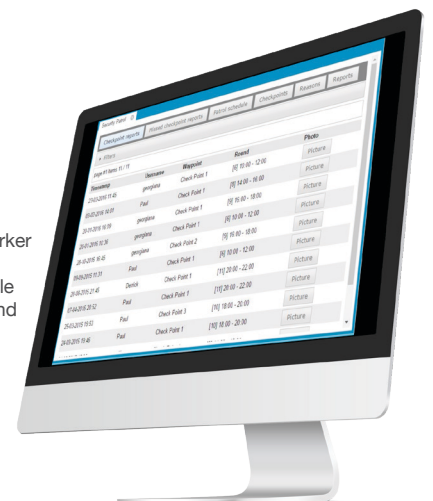 Security Patrol
Checkpoint reports Missed checkpoint reports Patrol schedule Checkpoints Reasons Reports
Filters
page #1 items 11 / 11
Timestamp Username Waypoint Round Photo
georgiana Check Point 1 [6] 10:00 - 12:00 Picture
Paul Check Point 1 [8] 14:00 - 16:00 Picture
georgiana Check Point 1 [9] 16:00 - 18:00 Picture
georgiana Check Point 1 [6] 10:00 - 12:00 Picture
georgiana Check Point 2 [9] 16:00 - 18:00 Picture
Paul Check Point 1 [6] 10:00 - 12:00 Picture
Derick Check Point 1 [11] 20:00 - 22:00 Picture
Paul Check Point 1 [11] 20:00 - 22:00 Picture
Paul Check Point 3 [10] 18:00 - 20:00 Picture
Paul Check Point 1 [10] 18:00 - 20:00 Picture
rker
le
nd